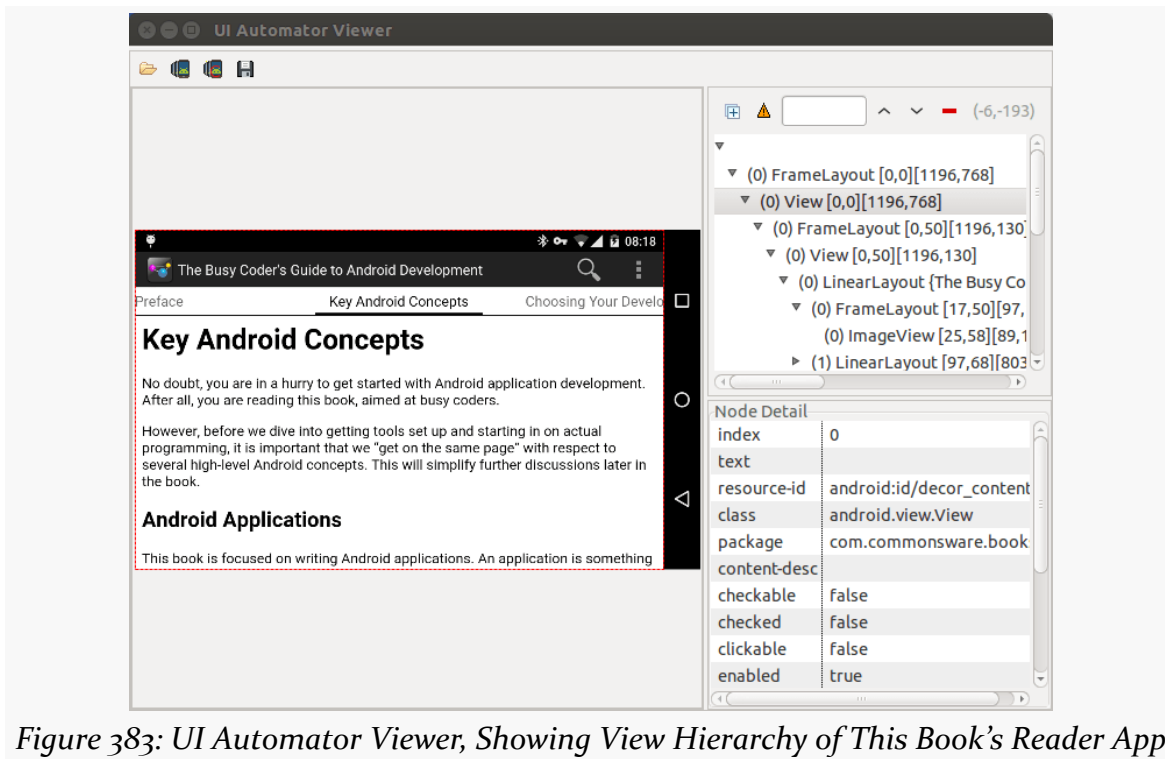 UI Automator Viewer
(-6,-193)
(0) FrameLayout [0,0][1196,768]
(0) View [0,0][1196,768]
(0) FrameLayout [0,50][1196,130]
(0) View [0,50][1196,130]
(0) LinearLayout {The Busy Co
(0) FrameLayout [17,50][97,
(0) ImageView [25,58][89,1
(1) LinearLayout [97,68][803
08:18
The Busy Coder's Guide to Android Development
Preface Key Android Concepts Choosing Your Develo
Key Android Concepts
No doubt, you are in a hurry to get started with Android application development.
After all, you are reading this book, aimed at busy coders.
However, before we dive into getting tools set up and starting in on actual
programming, it is important that we “get on the same page” with respect to
several high-level Android concepts. This will simplify further discussions later in
the book.
Android Applications
This book is focused on writing Android applications. An application is something
Node Detail
index 0
text
resource-id android:id/decor_content
class android.view.View
package com.commonsware.book
content-desc
checkable false
checked false
clickable false
enabled true
Figure 383: UI Automator Viewer, Showing View Hierarchy of This Book’s Reader App